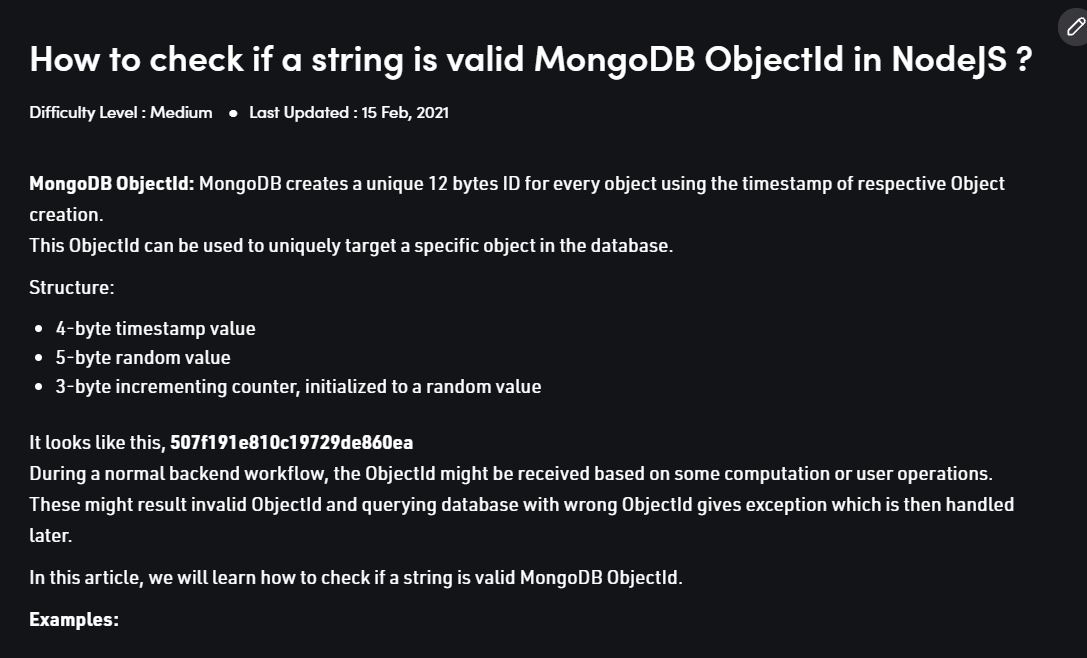 How to check if a string is valid MongoDB ObjectId in NodeJS ?
Difficulty Level : Medium ● Last Updated : 15 Feb, 2021
MongoDB ObjectId: MongoDB creates a unique 12 bytes ID for every object using the timestamp of respective Object
creation.
This ObjectId can be used to uniquely target a specific object in the database.
Structure:
• 4-byte timestamp value
• 5-byte random value
• 3-byte incrementing counter, initialized to a random value
It looks like this, 507f191e810c19729de860ea
During a normal backend workflow, the ObjectId might be received based on some computation or user operations.
These might result invalid ObjectId and querying database with wrong ObjectId gives exception which is then handled
later.
In this article, we will learn how to check if a string is valid MongoDB ObjectId.
Examples: